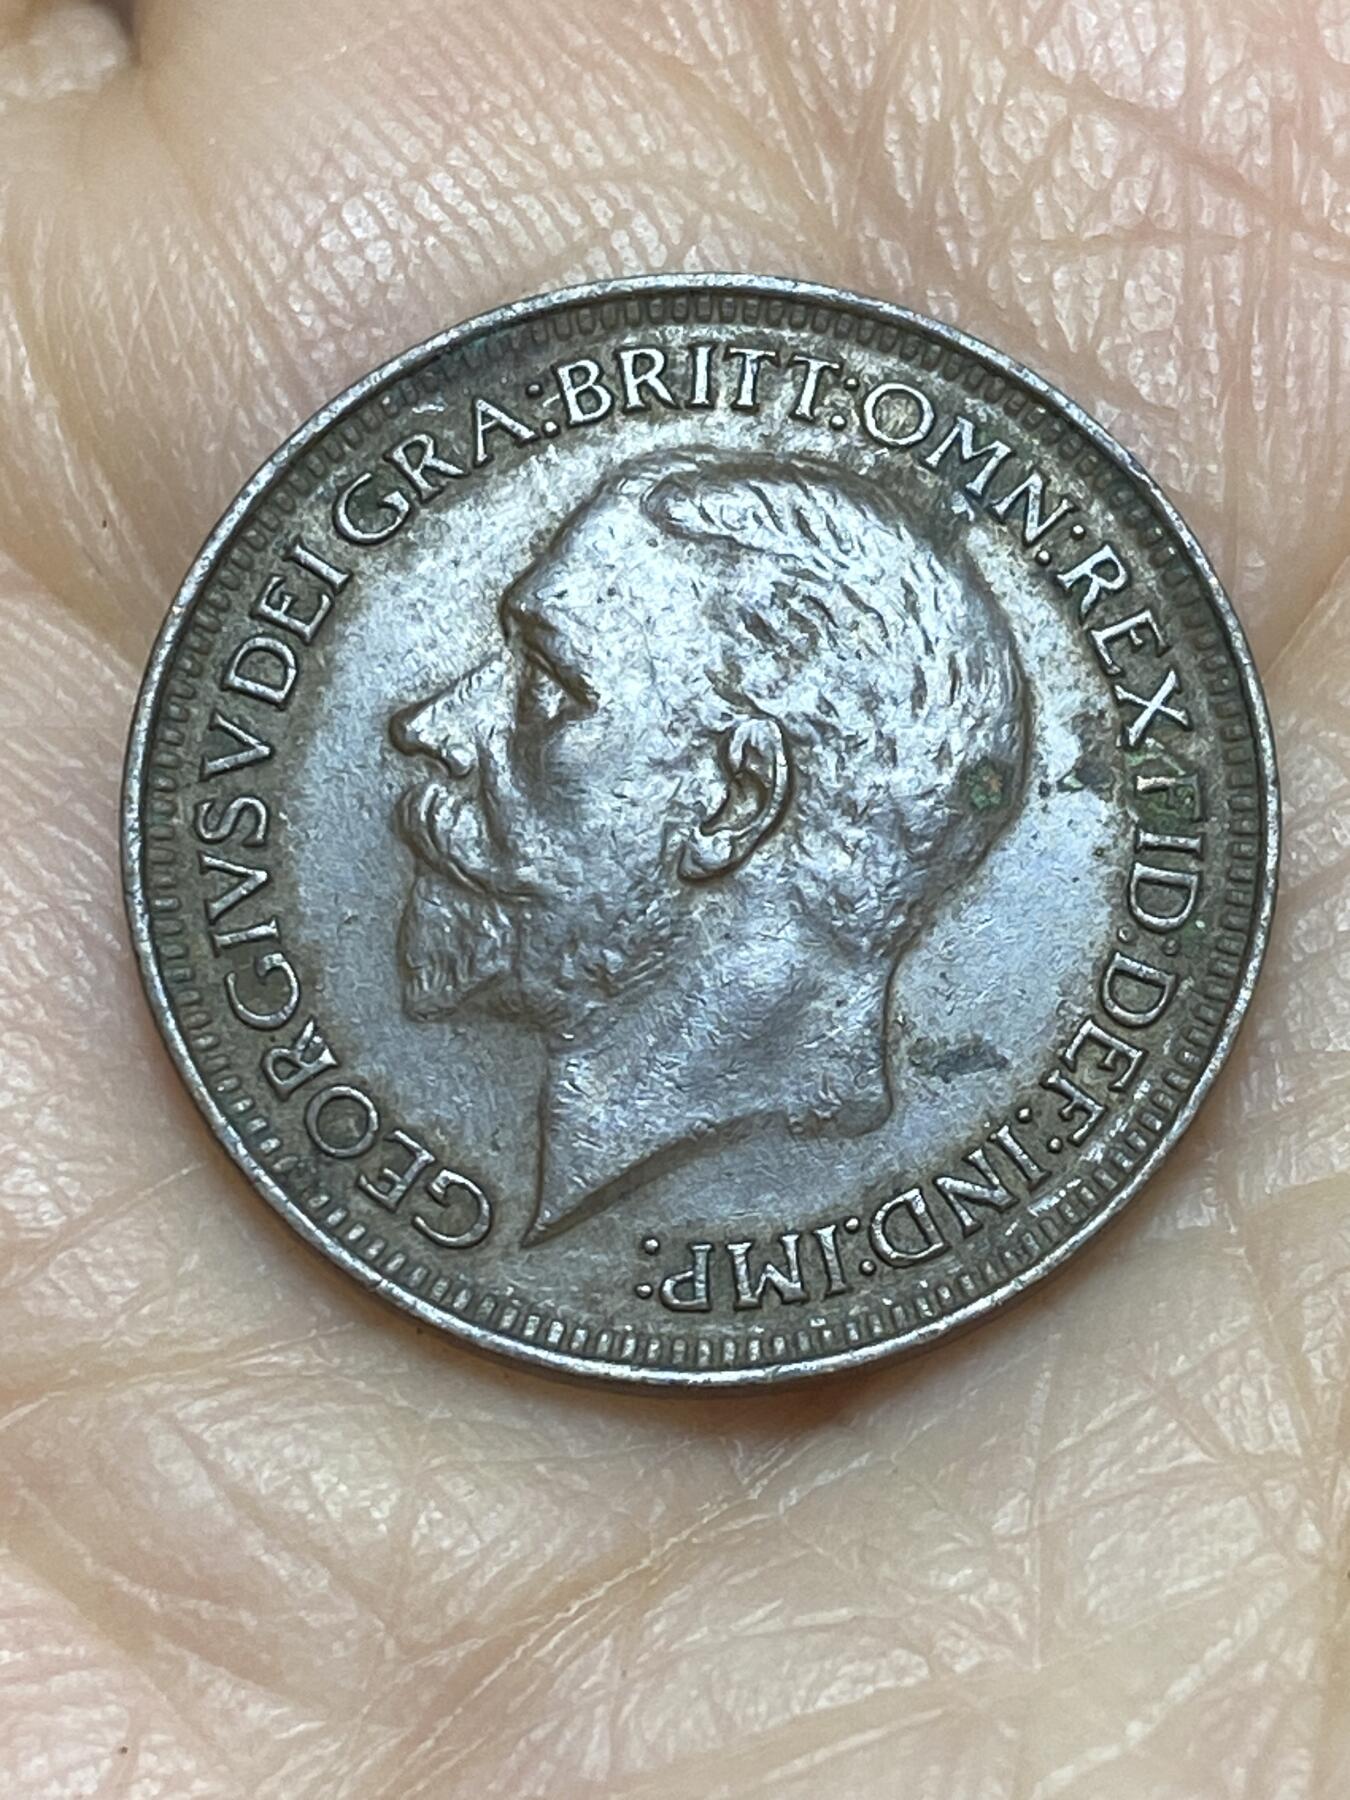 GEORGIVS V DEI GRA:BRITT:OMN:REX FID:DEF:IND:IMP: